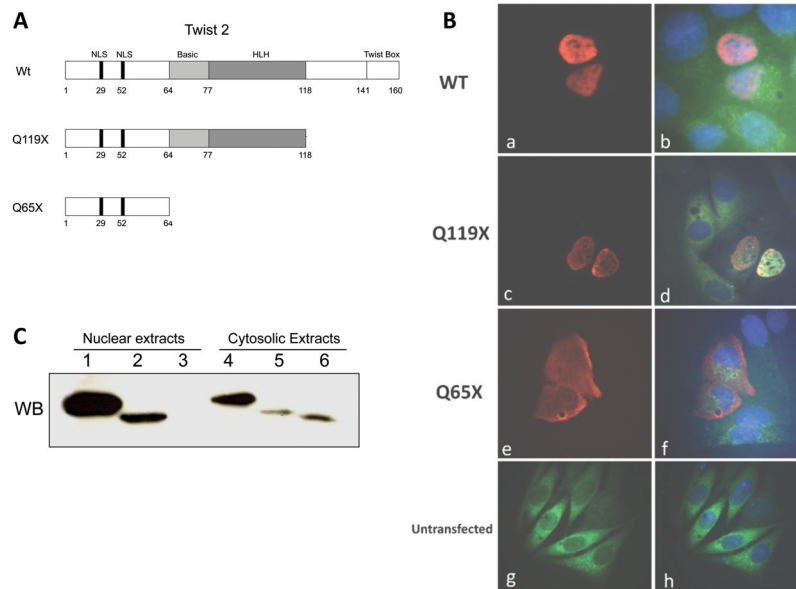 A
Twist 2
NLS NLS Basic HLH Twist Box
Wt
1 29 52 64 77 118 141 160
Q119X
1 29 52 64 77 118
Q65X
1 29 52 64
C
Nuclear extracts Cytosolic Extracts
1 2 3 4 5 6
WB
B
WT
a b
Q119X
c d
Q65X
e f
Untransfected
g h